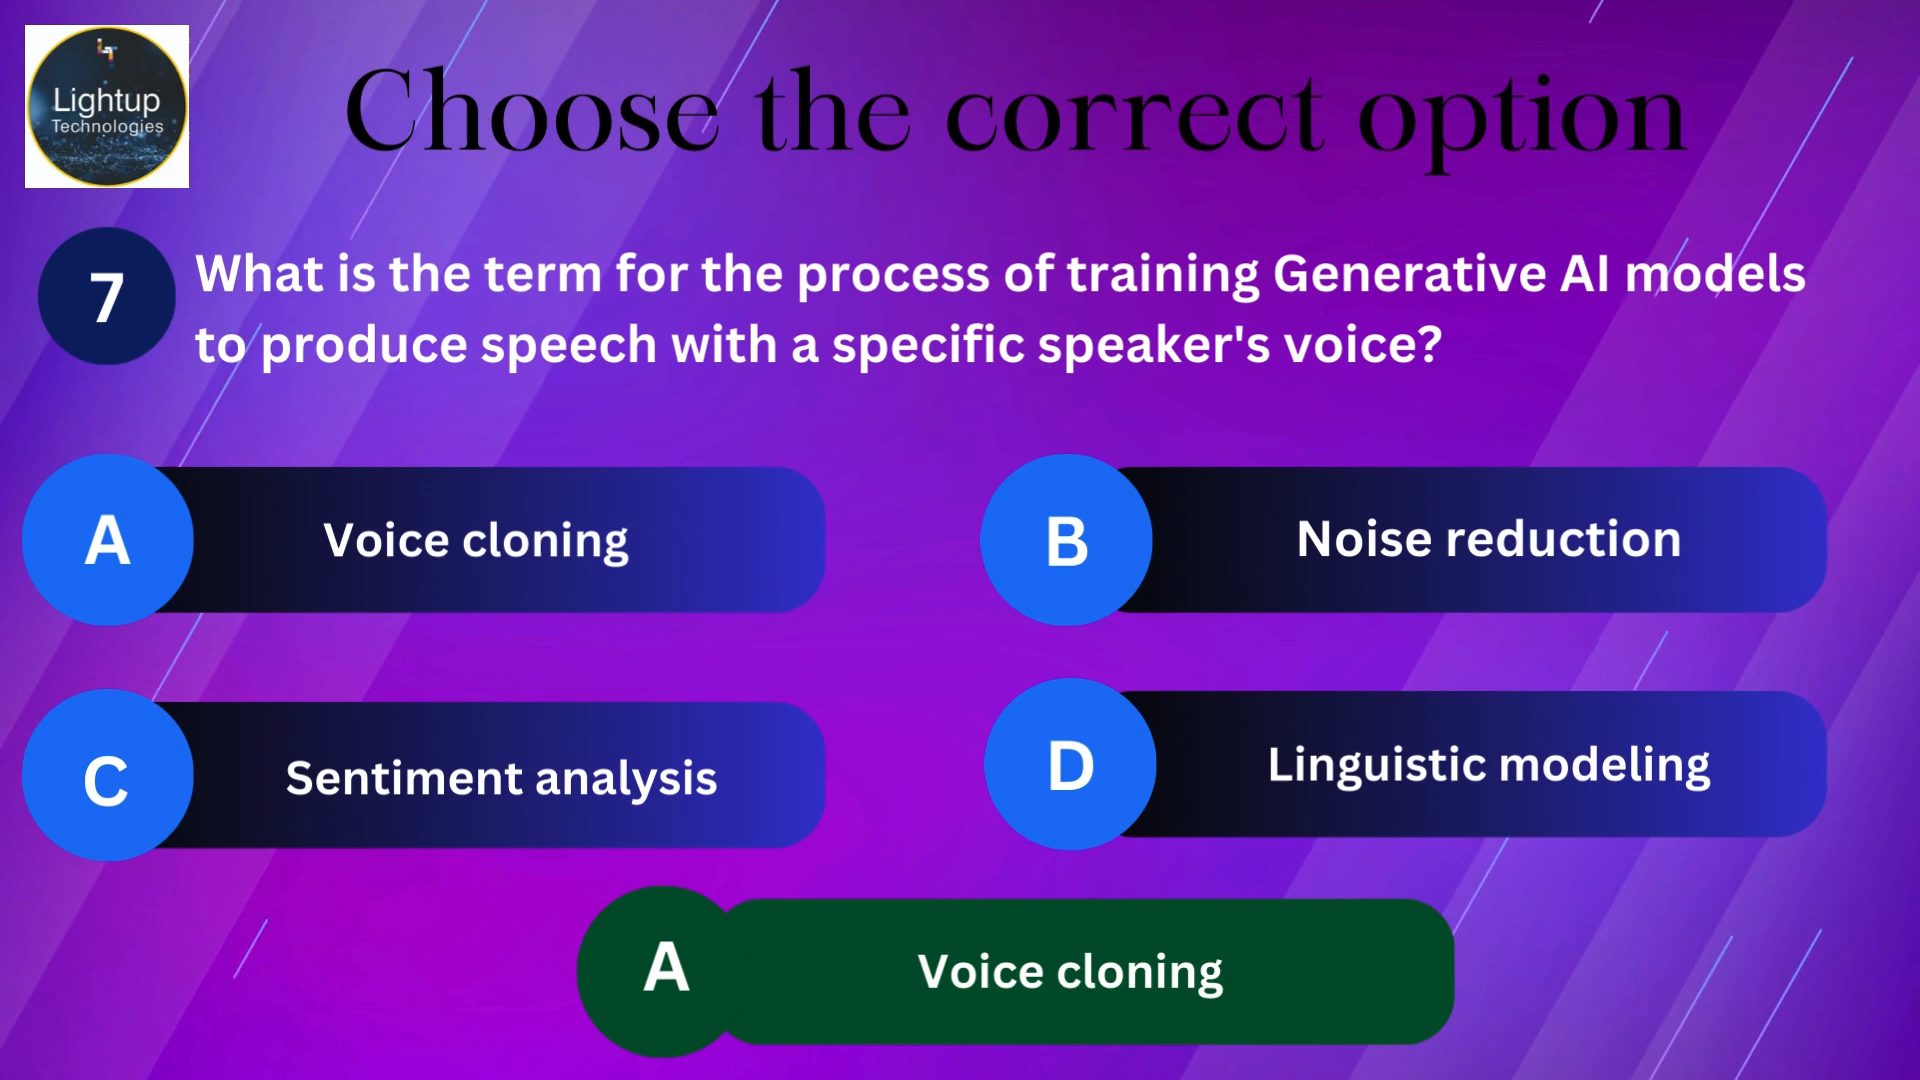 LT
Lightup
Technologies
Choose the correct option
7
What is the term for the process of training Generative AI models
to produce speech with a specific speaker's voice?
A
Voice cloning
B
Noise reduction
C
Sentiment analysis
D
Linguistic modeling
A
Voice cloning